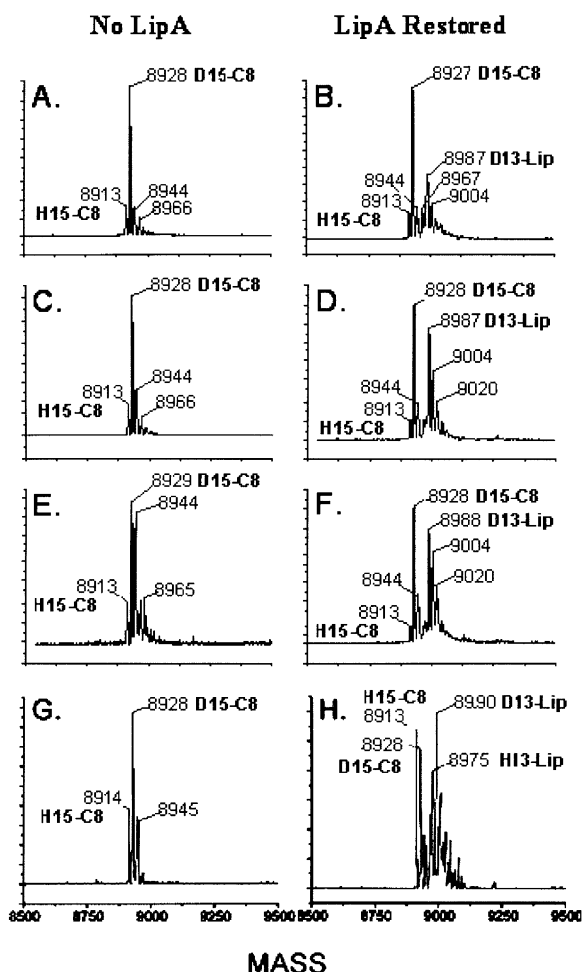 No LipA
LipA Restored
A.
8928 D15-C8
8913
8944
8966
H15-C8
B.
8927 D15-C8
8987 D13-Lip
8944
8967
H15-C8
8913
9004
C.
8928 D15-C8
8913
8944
H15-C8
8966
D.
8928 D15-C8
8987 D13-Lip
9004
8944
9020
H15-C8
8913
E.
8929 D15-C8
8944
8913
8965
H15-C8
F.
8928 D15-C8
8988 D13-Lip
9004
8944
9020
8913
H15-C8
G.
8928 D15-C8
8914
8945
H15-C8
H.
H15-C8
8913
8990 D13-Lip
8928
8975 H13-Lip
D15-C8
8500 8750 9000 9250 9500
8500 8750 9000 9250 9500
MASS